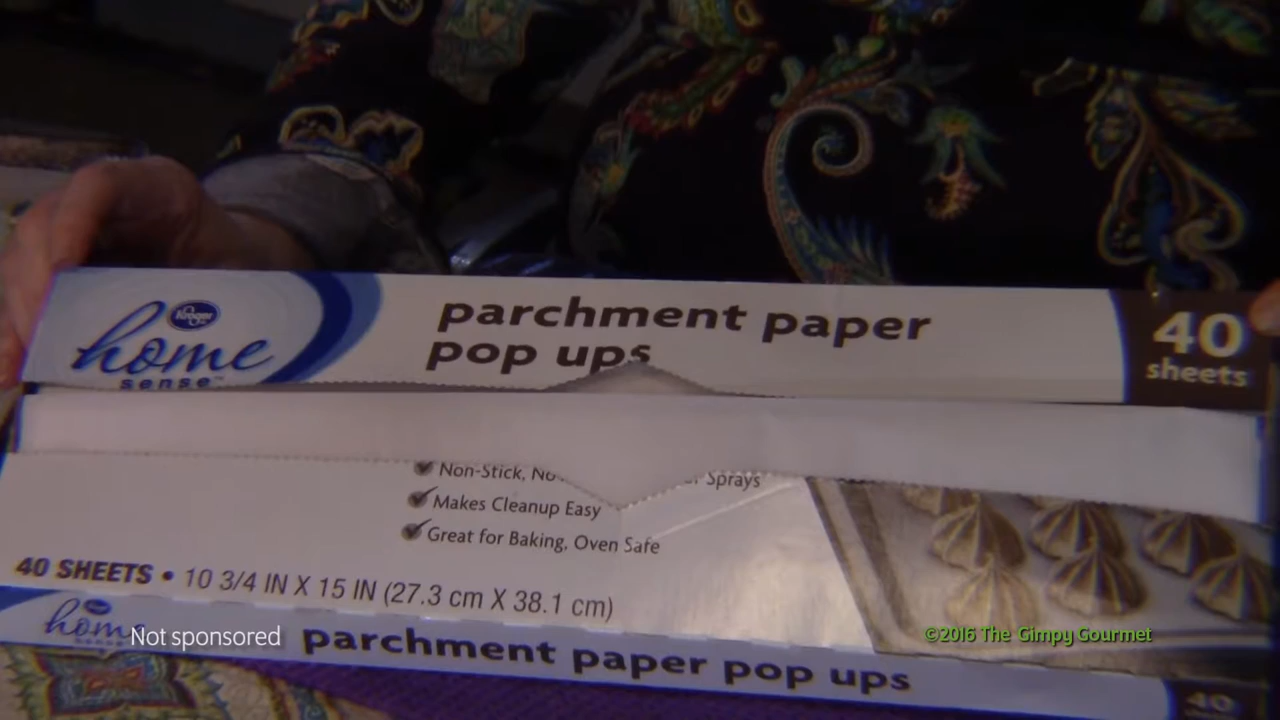 Kroger
home
sense™
parchment paper
pop ups
40
sheets
Non-Stick, No
Sprays
Makes Cleanup Easy
Great for Baking, Oven Safe
40 SHEETS • 10 3/4 IN X 15 IN (27.3 cm X 38.1 cm)
home
parchment paper pop ups
40
Not sponsored
©2016 The Gimpy Gourmet